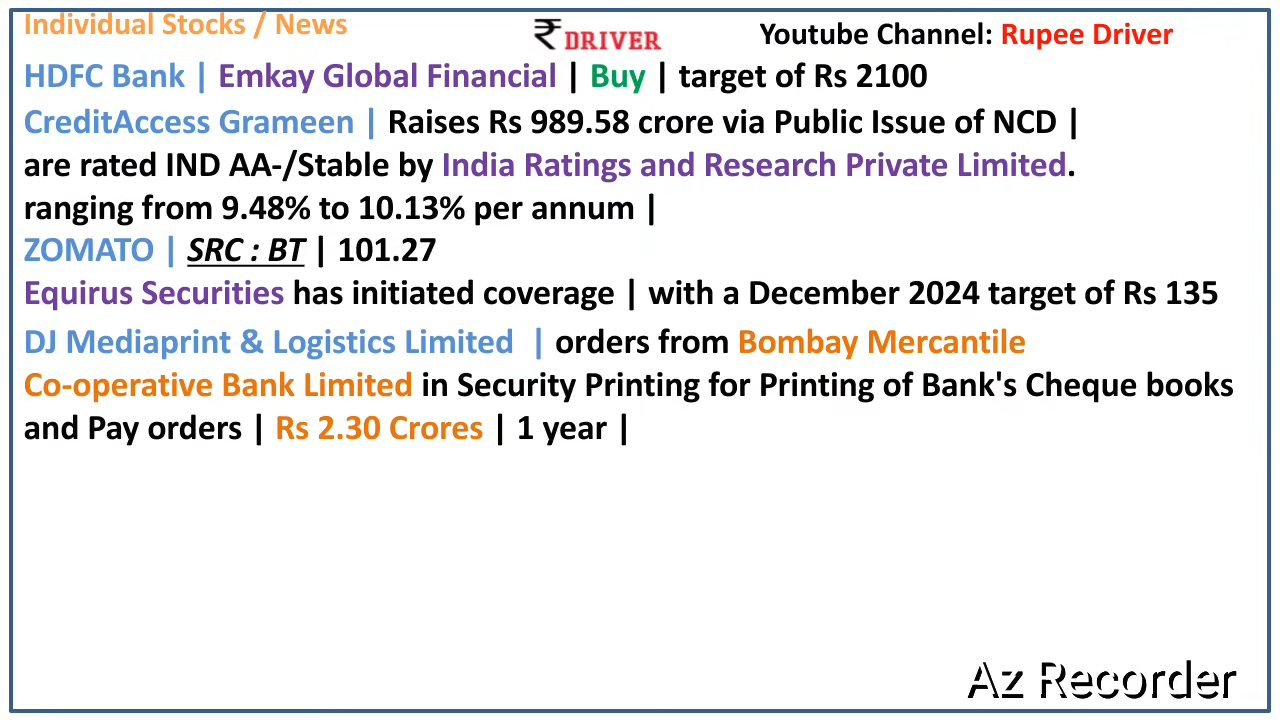 Individual Stocks / News
₹ DRIVER
Youtube Channel: Rupee Driver
HDFC Bank | Emkay Global Financial | Buy | target of Rs 2100
CreditAccess Grameen | Raises Rs 989.58 crore via Public Issue of NCD |
are rated IND AA-/Stable by India Ratings and Research Private Limited.
ranging from 9.48% to 10.13% per annum |
ZOMATO | SRC : BT | 101.27
Equirus Securities has initiated coverage | with a December 2024 target of Rs 135
DJ Mediaprint & Logistics Limited | orders from Bombay Mercantile
Co-operative Bank Limited in Security Printing for Printing of Bank's Cheque books
and Pay orders | Rs 2.30 Crores | 1 year |
Az Recorder